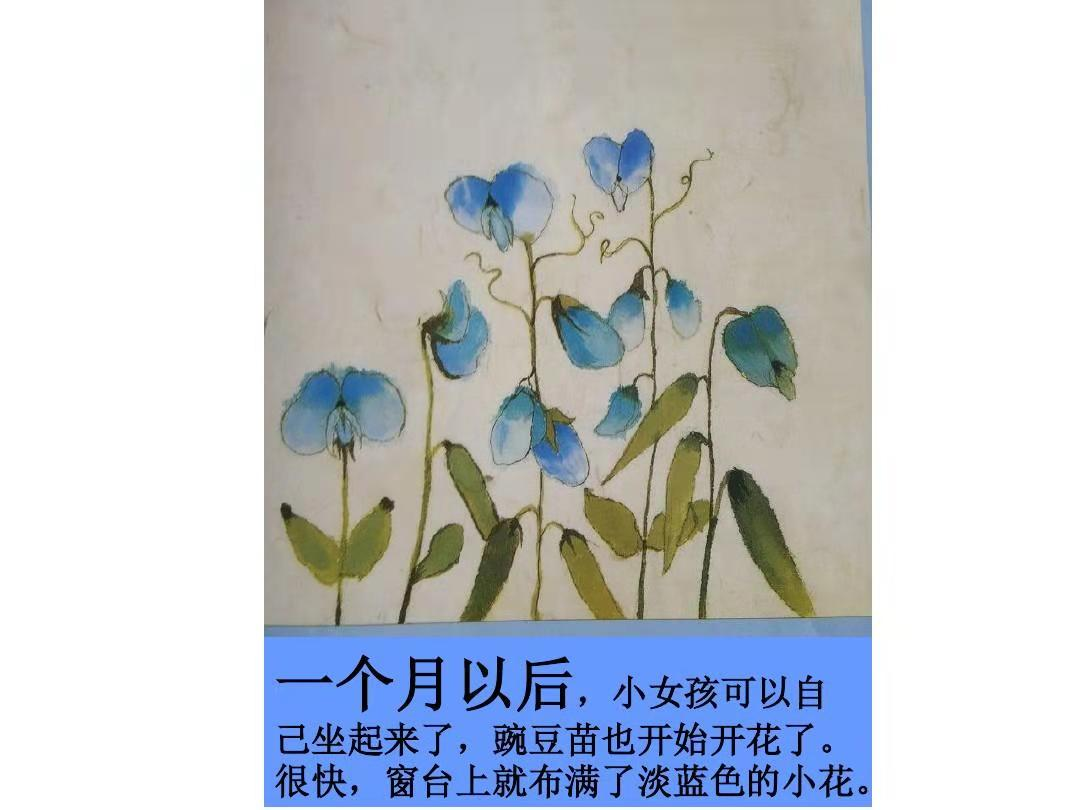 一个月以后，小女孩可以自
己坐起来了，豌豆苗也开始开花了。
很快，窗台上就布满了淡蓝色的小花。